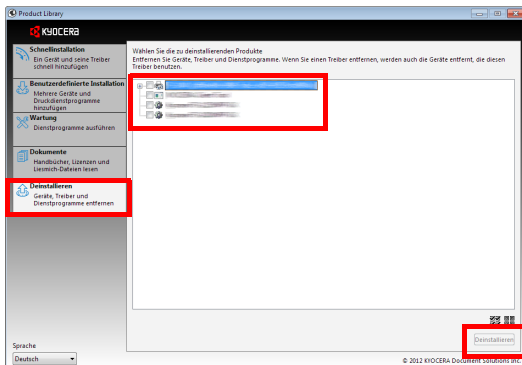 Product Library
KYOCERA
Schnellinstallation
Ein Gerät und seine Treiber
schnell hinzufügen
Benutzerdefinierte Installation
Mehrere Geräte und
Druckdienstprogramme
hinzufügen
Wartung
Dienstprogramme ausführen
Dokumente
Handbücher, Lizenzen und
Liesmich-Dateien lesen
Deinstallieren
Geräte, Treiber und
Dienstprogramme entfernen
Wählen Sie die zu deinstallierenden Produkte
Entfernen Sie Geräte, Treiber und Dienstprogramme. Wenn Sie einen Treiber entfernen, werden auch die Geräte entfernt, die diesen
Treiber benutzen.
Deinstallieren
Sprache
Deutsch
© 2012 KYOCERA Document Solutions Inc.